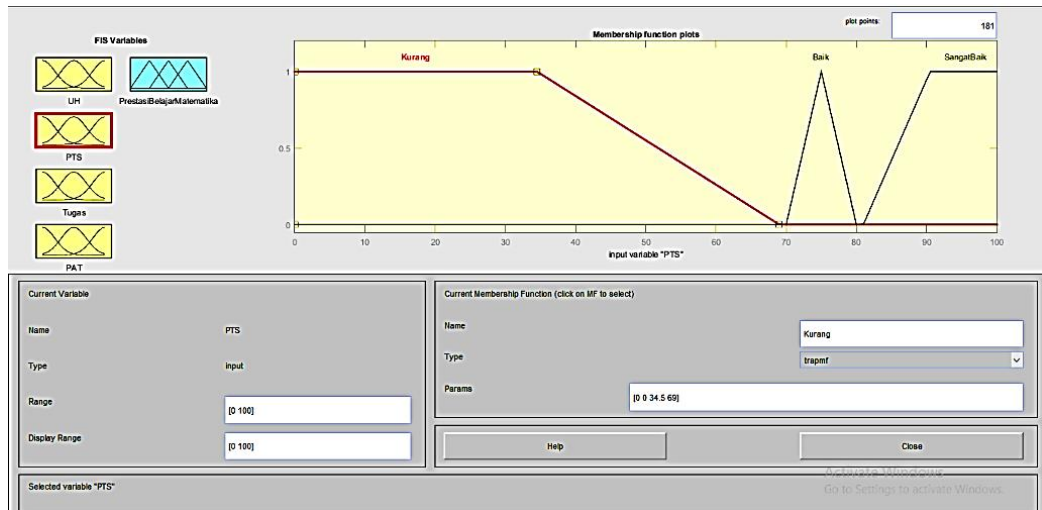 plot points:
181
FIS Variables
Membership function plots
UH
PrestasiBelajarMatematika
PTS
Tugas
PAT
Kurang
Baik
SangatBaik
1
0.5
0
0 10 20 30 40 50 60 70 80 90 100
input variable "PTS"
Current Variable
Name PTS
Type input
Range [0 100]
Display Range [0 100]
Current Membership Function (click on MF to select)
Name Kurang
Type trapmf
Params [0 0 34.5 69]
Help Close
Selected variable "PTS"
Activate Windows
Go to Settings to activate Windows.